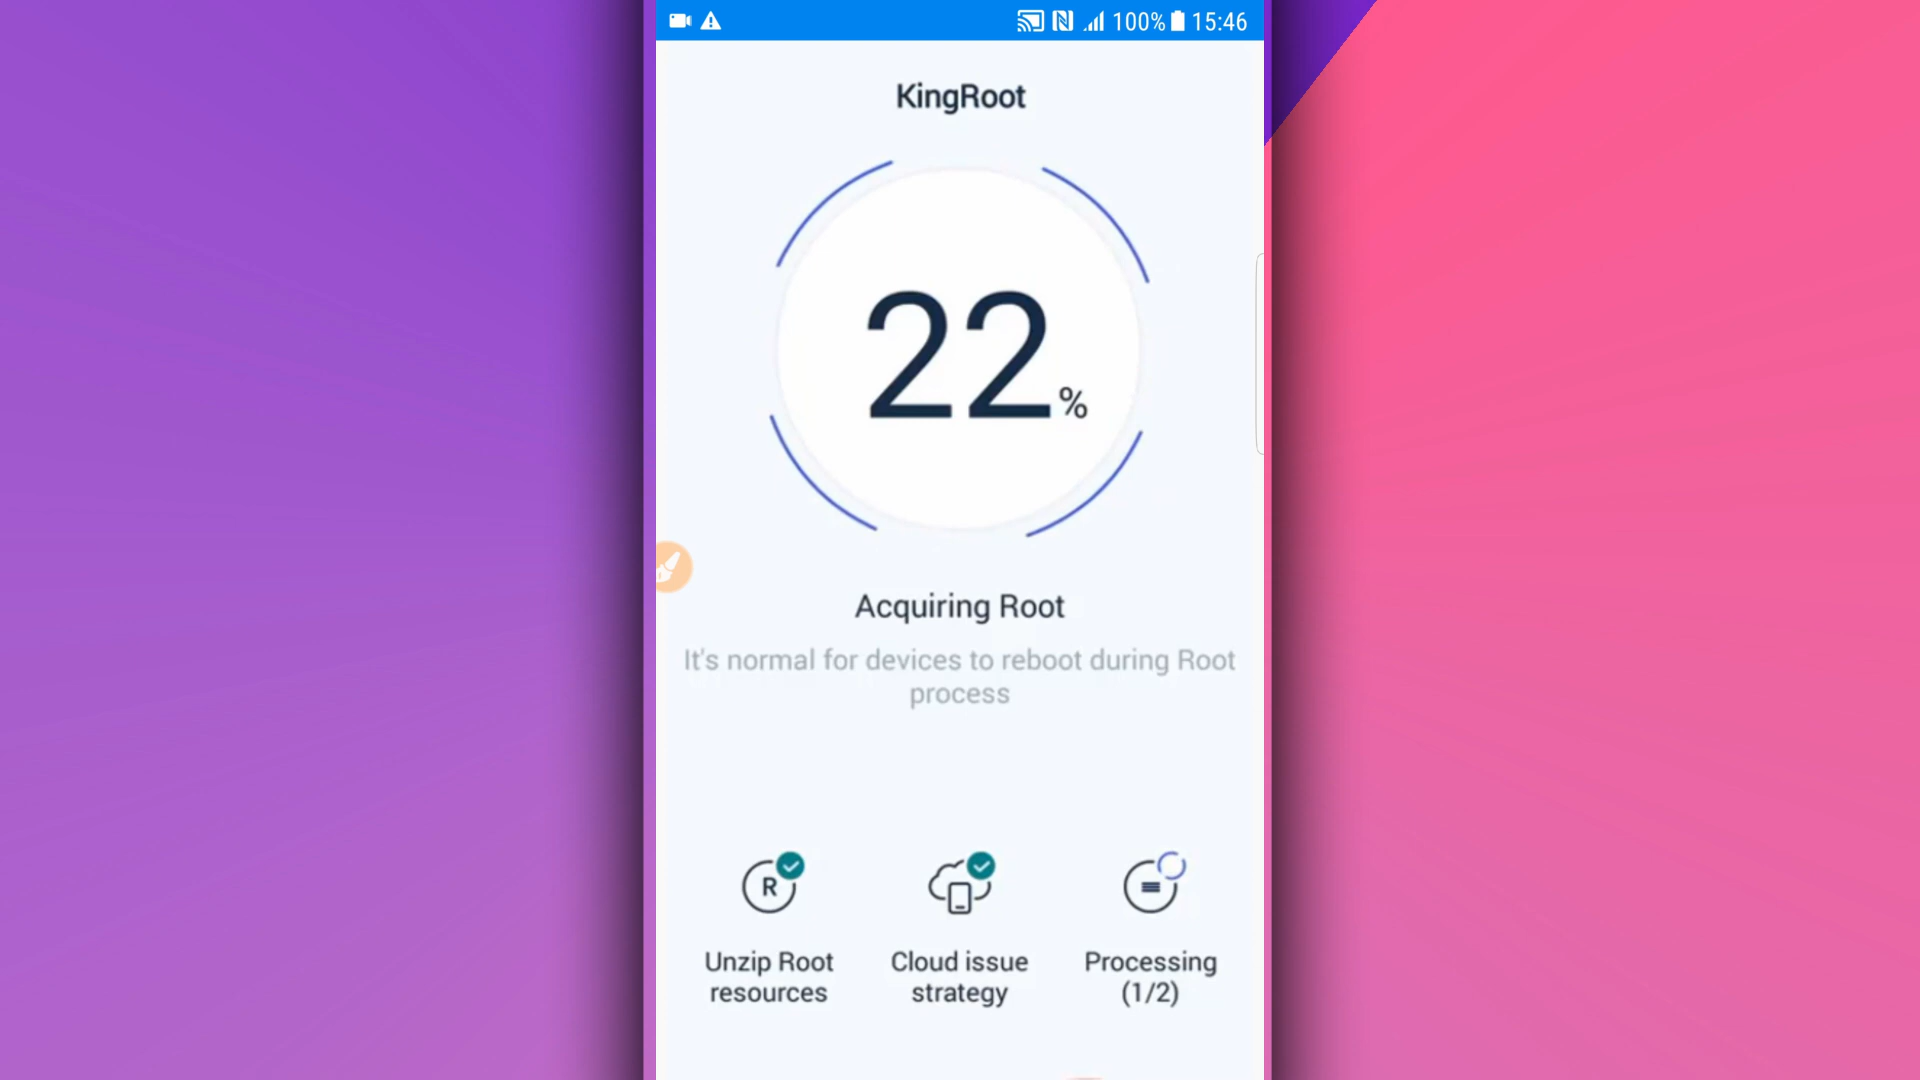 100% 15:46
KingRoot
22%
Acquiring Root
It's normal for devices to reboot during Root
process
R
Unzip Root
resources
Cloud issue
strategy
Processing
(1/2)